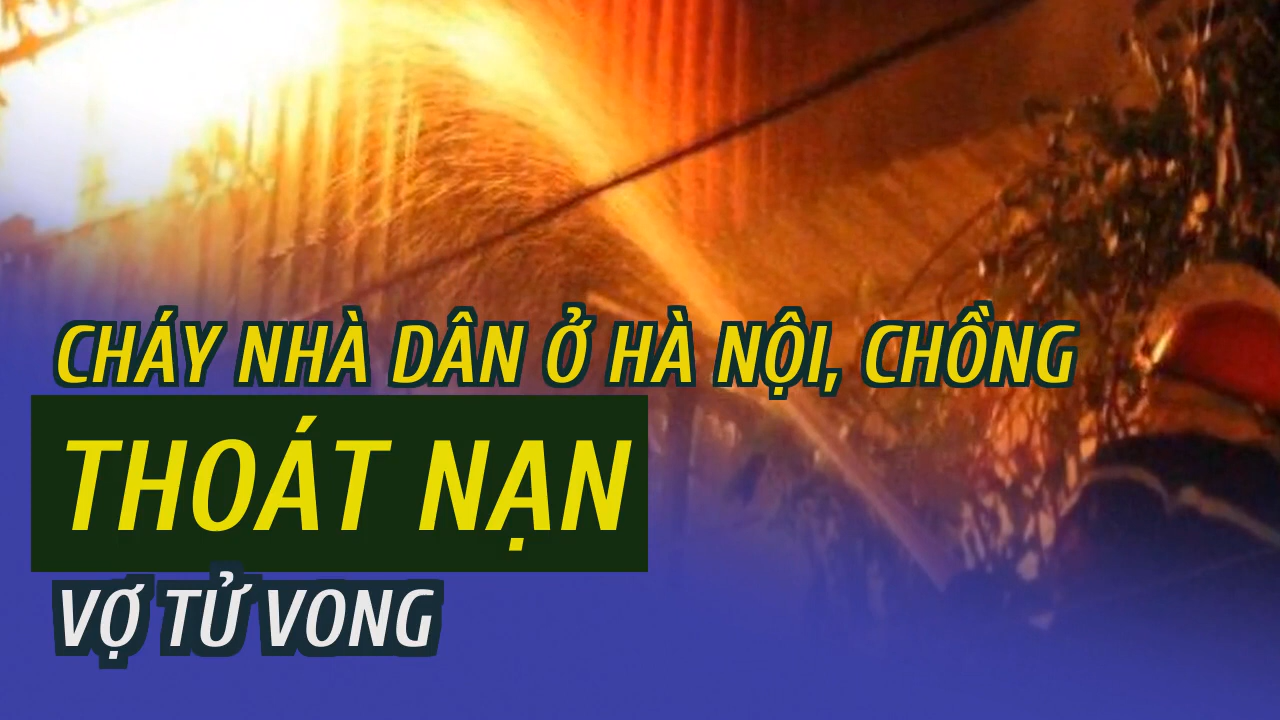 CHÁY NHÀ DÂN Ở HÀ NỘI, CHỒNG
THOÁT NẠN
VỢ TỬ VONG